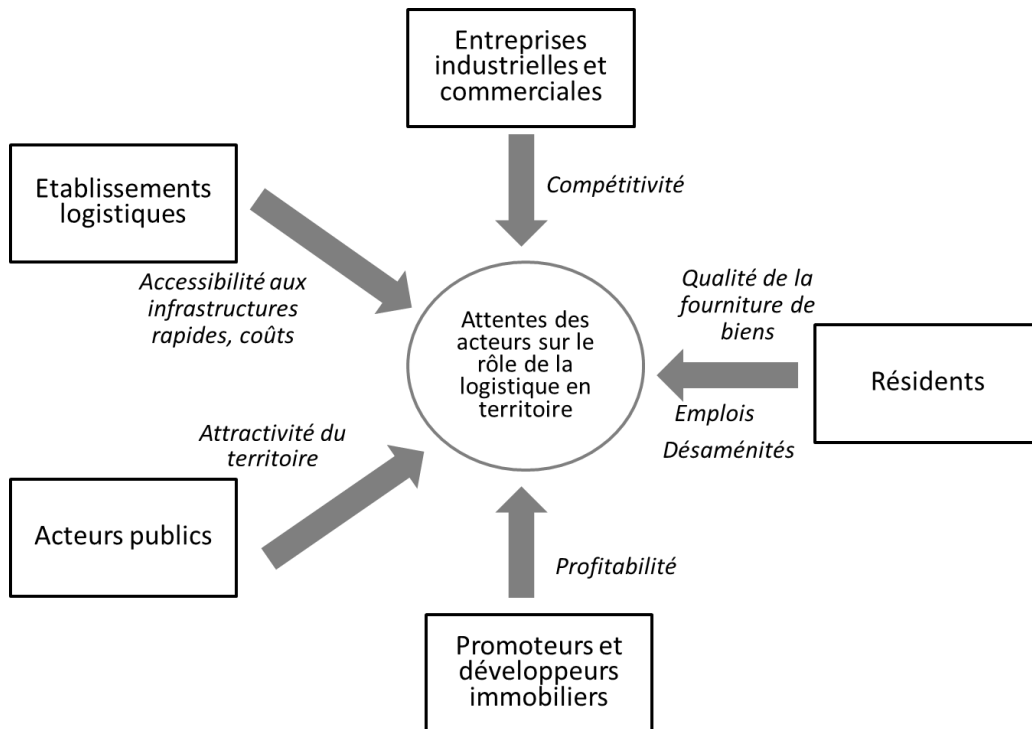 Entreprises
industrielles et
commerciales
Compétitivité
Etablissements
logistiques
Accessibilité aux
infrastructures
rapides, coûts
Attentes des
acteurs sur le
rôle de la
logistique en
territoire
Qualité de la
fourniture de
biens
Résidents
Emplois
Désaménités
Attractivité du
territoire
Acteurs publics
Profitabilité
Promoteurs et
développeurs
immobiliers